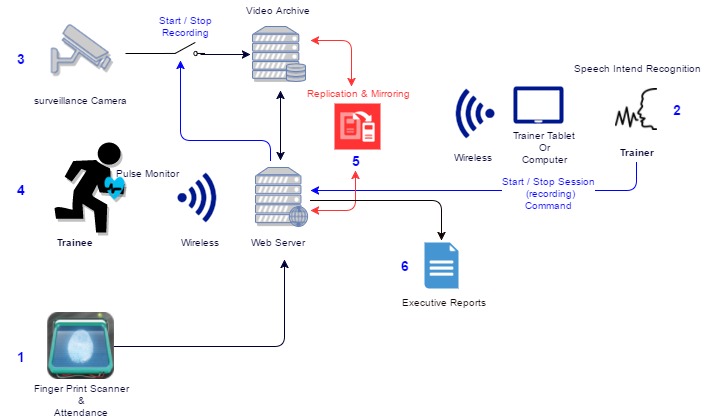 Video Archive
Start / Stop
Recording
3
surveillance Camera
Replication & Mirroring
5
Speech Intend Recognition
2
Trainer
Wireless
Trainer Tablet
Or
Computer
Start / Stop Session
(recording)
Command
4
Pulse Monitor
Trainee
Wireless
Web Server
6
Executive Reports
1
Finger Print Scanner
&
Attendance